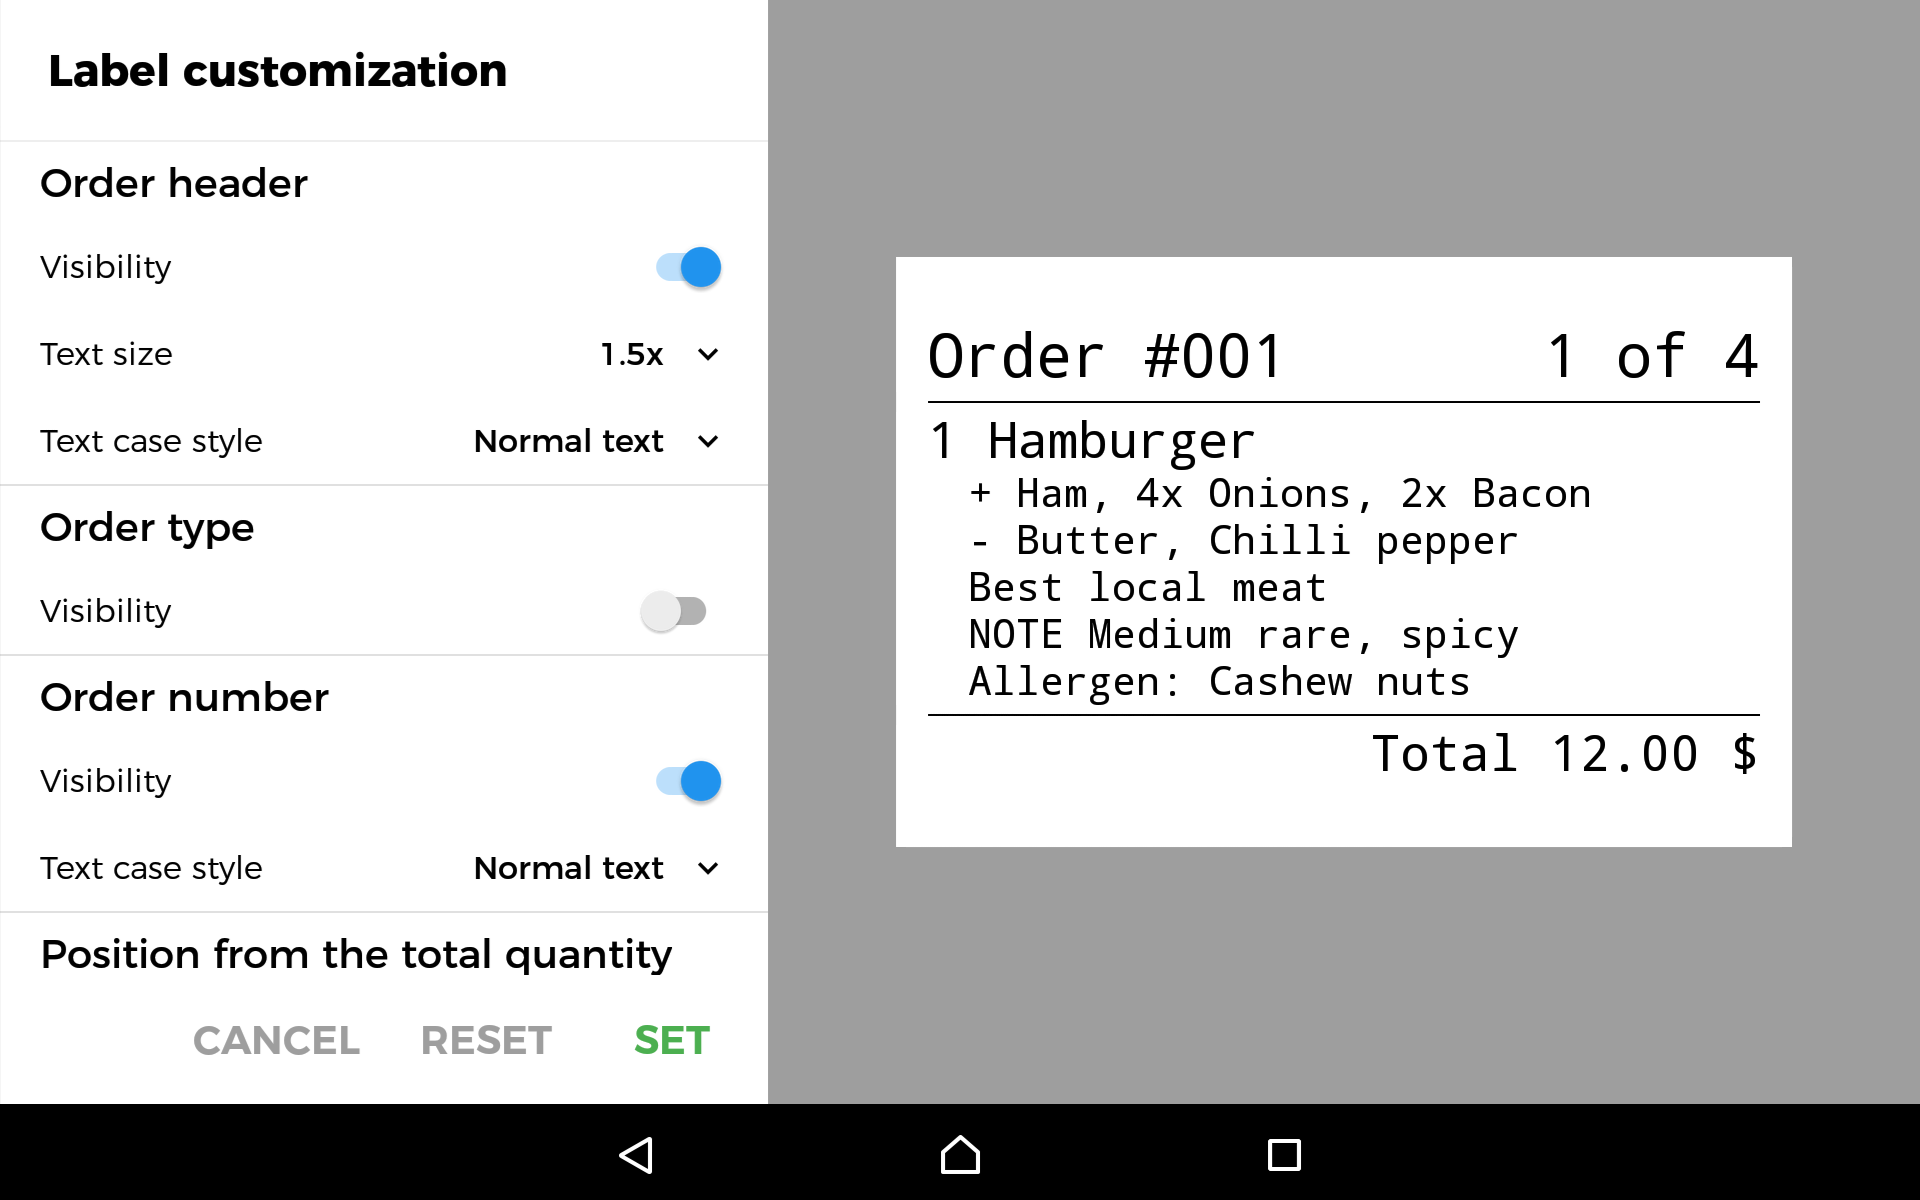 Label customization
Order header
Visibility
Text size 1.5x
Text case style Normal text
Order type
Visibility
Order number
Visibility
Text case style Normal text
Position from the total quantity
CANCEL RESET SET
Order #001 1 of 4
1 Hamburger
+ Ham, 4x Onions, 2x Bacon
- Butter, Chilli pepper
Best local meat
NOTE Medium rare, spicy
Allergen: Cashew nuts
Total 12.00 $